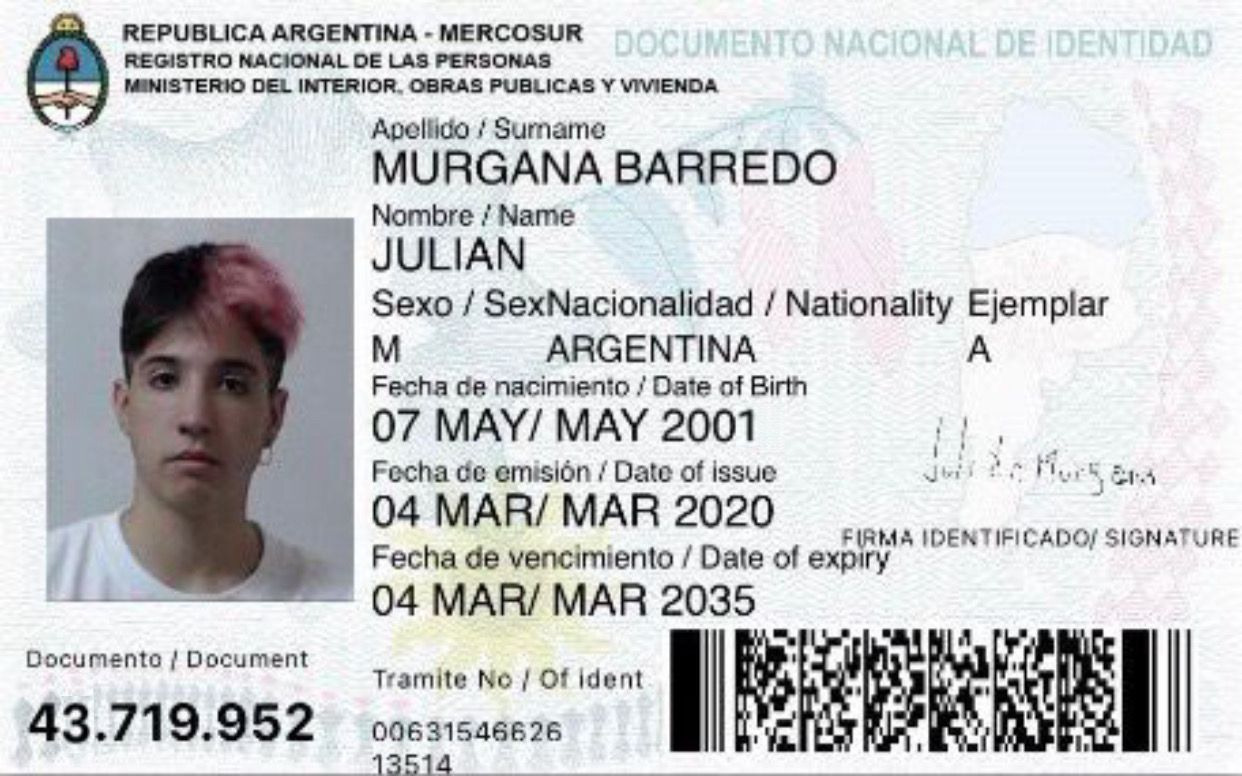 REPUBLICA ARGENTINA - MERCOSUR
DOCUMENTO NACIONAL DE IDENTIDAD
REGISTRO NACIONAL DE LAS PERSONAS
MINISTERIO DEL INTERIOR, OBRAS PUBLICAS Y VIVIENDA
Apellido / Surname
MURGANA BARREDO
Nombre / Name
JULIAN
Sexo / Sex Nacionalidad / Nationality Ejemplar
M ARGENTINA A
Fecha de nacimiento / Date of Birth
07 MAY/ MAY 2001
Fecha de emisión / Date of issue
04 MAR/ MAR 2020
FIRMA IDENTIFICADO/ SIGNATURE
Fecha de vencimiento / Date of expiry
04 MAR/ MAR 2035
Documento / Document
43.719.952
Tramite No / Of ident
00631546626
13514